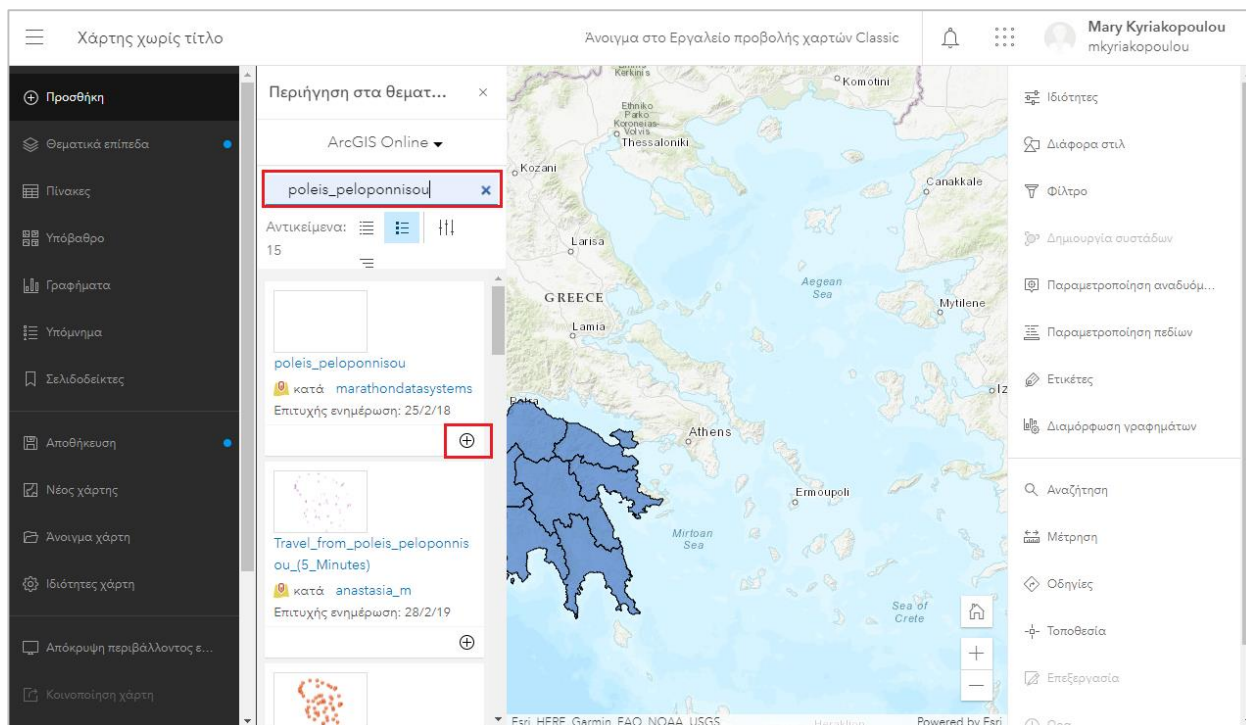 Χάρτης χωρίς τίτλο
Άνοιγμα στο Εργαλείο προβολής χαρτών Classic
Mary Kyriakopoulou
mkyriakopoulou
Προσθήκη
Θεματικά επίπεδα
Πίνακες
Υπόβαθρο
Γραφήματα
Υπόμνημα
Σελιδοδείκτες
Αποθήκευση
Νέος χάρτης
Άνοιγμα χάρτη
Ιδιότητες χάρτη
Απόκρυψη περιβάλλοντος ε...
Κοινοποίηση χάρτη
Περιήγηση στα θεματ...
ArcGIS Online
poleis_peloponnisou
Αντικείμενα:
15
poleis_peloponnisou
κατά marathondatasystems
Επιτυχής ενημέρωση: 25/2/18
Travel_from_poleis_peloponnis
ou_(5_Minutes)
κατά anastasia_m
Επιτυχής ενημέρωση: 28/2/19
Kerkinis
Komotini
Ethniko
Parko
Koroneias-
Volvis
Thessaloniki
Kozani
Canakkale
Larisa
Aegean
Sea
GREECE
Mytilene
Lamia
Iz
Patra
Athens
Ermoupoli
Mirtoan
Sea
Sea of
Crete
Heraklion
Esri, HERE, Garmin, FAO, NOAA, USGS
Powered by Esri
Ιδιότητες
Διάφορα στιλ
Φίλτρο
Δημιουργία συστάδων
Παραμετροποίηση αναδυόμ...
Παραμετροποίηση πεδίων
Ετικέτες
Διαμόρφωση γραφημάτων
Αναζήτηση
Μέτρηση
Οδηγίες
Τοποθεσία
Επεξεργασία
Ώρα